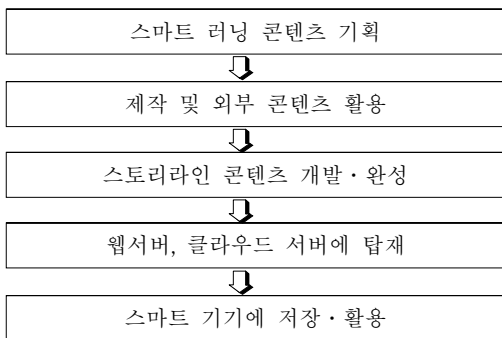 스마트 러닝 콘텐츠 기획
제작 및 외부 콘텐츠 활용
스토리라인 콘텐츠 개발·완성
웹서버, 클라우드 서버에 탑재
스마트 기기에 저장·활용